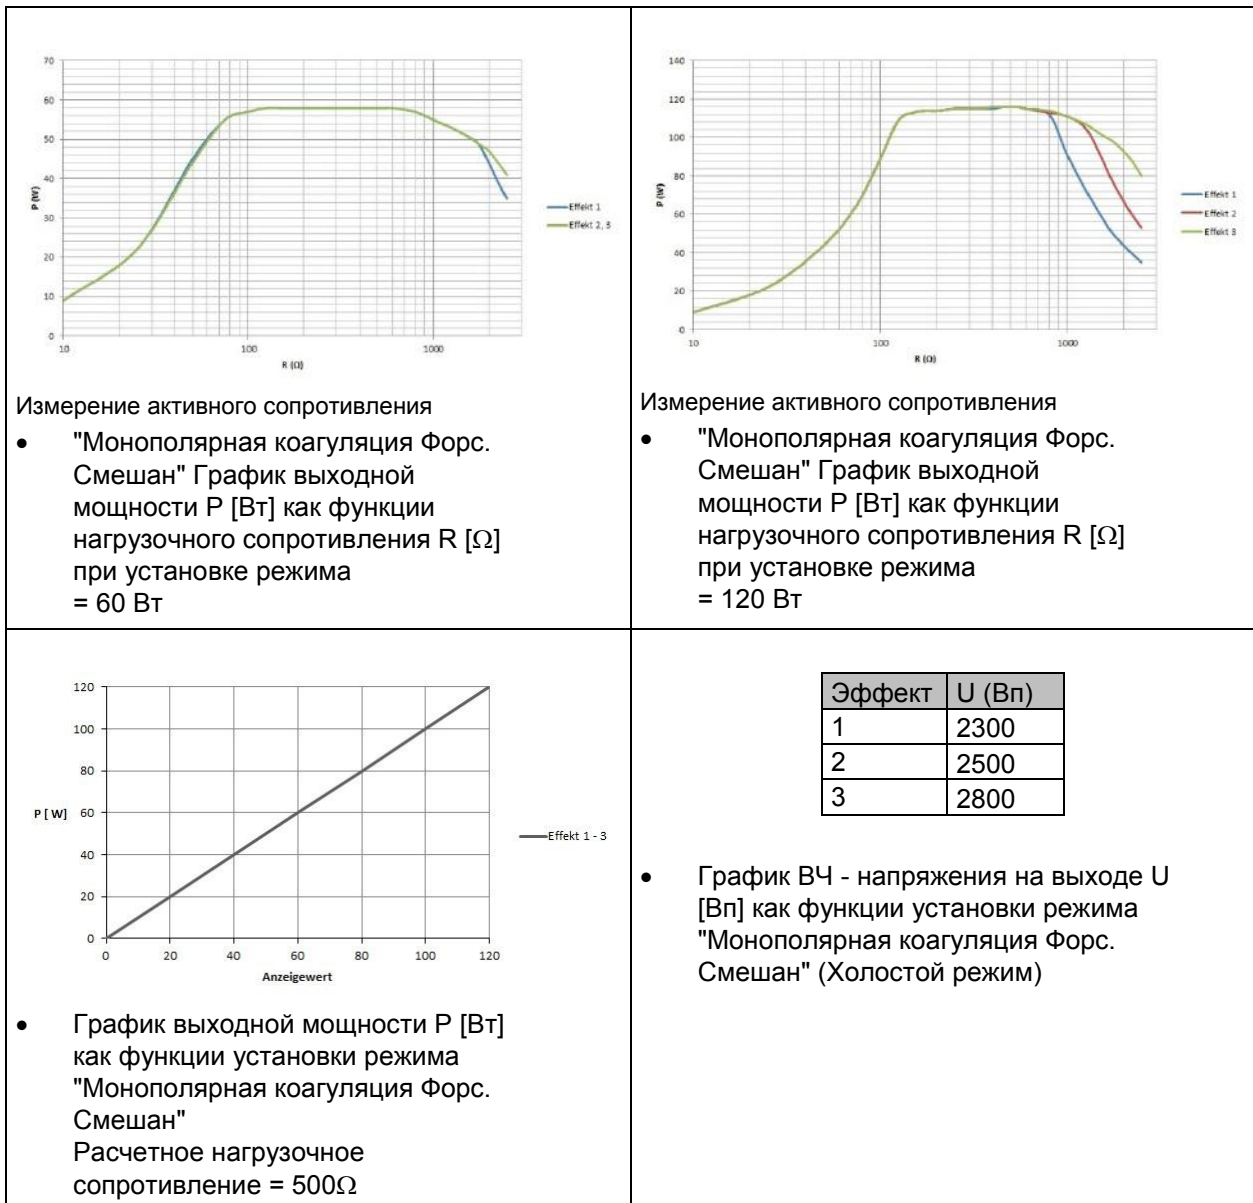 70
60
50
40
30
20
10
0
P (W)
10
100
1000
R (Ω)
Effekt 1
Effekt 2, 3
Измерение активного сопротивления
• "Монополярная коагуляция Форс.
Смешан" График выходной
мощности P [Вт] как функции
нагрузочного сопротивления R [Ω]
при установке режима
= 60 Вт
140
120
100
80
60
40
20
0
P (W)
10
100
1000
R (Ω)
Effekt 1
Effekt 2
Effekt 3
Измерение активного сопротивления
• "Монополярная коагуляция Форс.
Смешан" График выходной
мощности P [Вт] как функции
нагрузочного сопротивления R [Ω]
при установке режима
= 120 Вт
120
100
80
P [ W] 60
40
20
0
0 20 40 60 80 100 120
Anzeigewert
Effekt 1 - 3
• График выходной мощности P [Вт]
как функции установки режима
"Монополярная коагуляция Форс.
Смешан"
Расчетное нагрузочное
сопротивление = 500Ω
Эффект U (Вп)
1 2300
2 2500
3 2800
• График ВЧ - напряжения на выходе U
[Вп] как функции установки режима
"Монополярная коагуляция Форс.
Смешан" (Холостой режим)